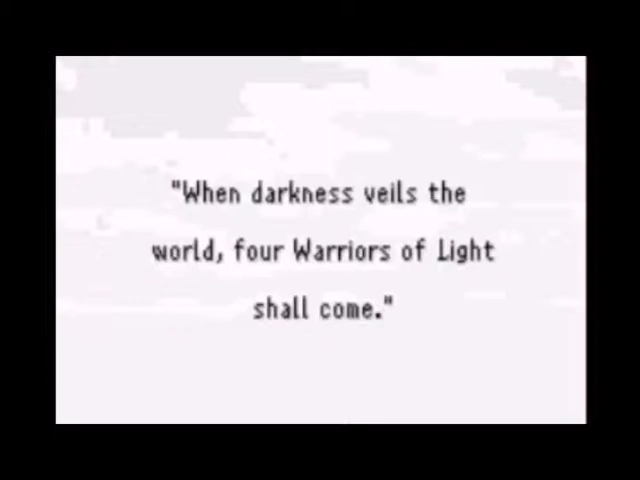 "When darkness veils the
world, four Warriors of Light
shall come."